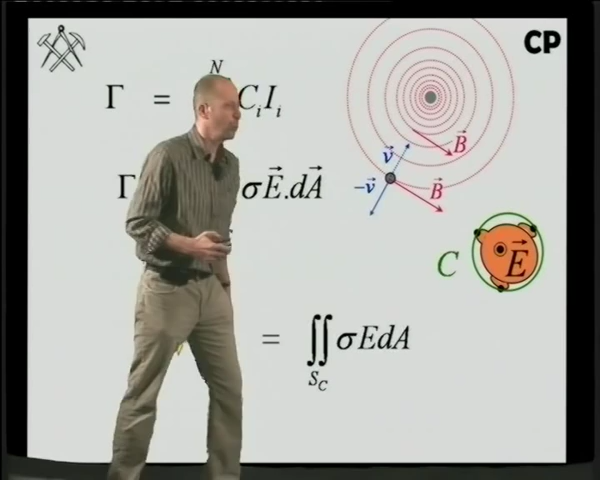 CP
N
Γ = C_i I_i
B⃗
v⃗
−v⃗
B⃗
Γ σE⃗.dA⃗
C
E⃗
= ∬_{S_C} σEdA